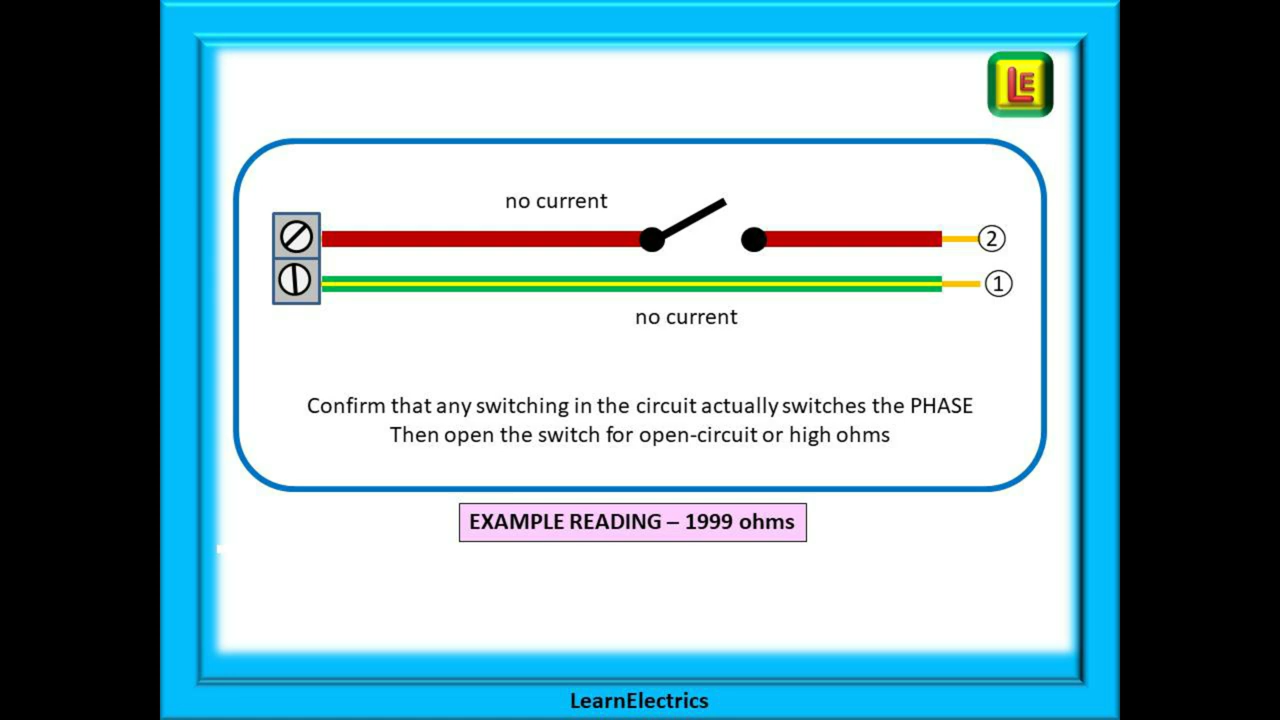 LE
no current
②
①
no current
Confirm that any switching in the circuit actually switches the PHASE
Then open the switch for open-circuit or high ohms
EXAMPLE READING – 1999 ohms
LearnElectrics